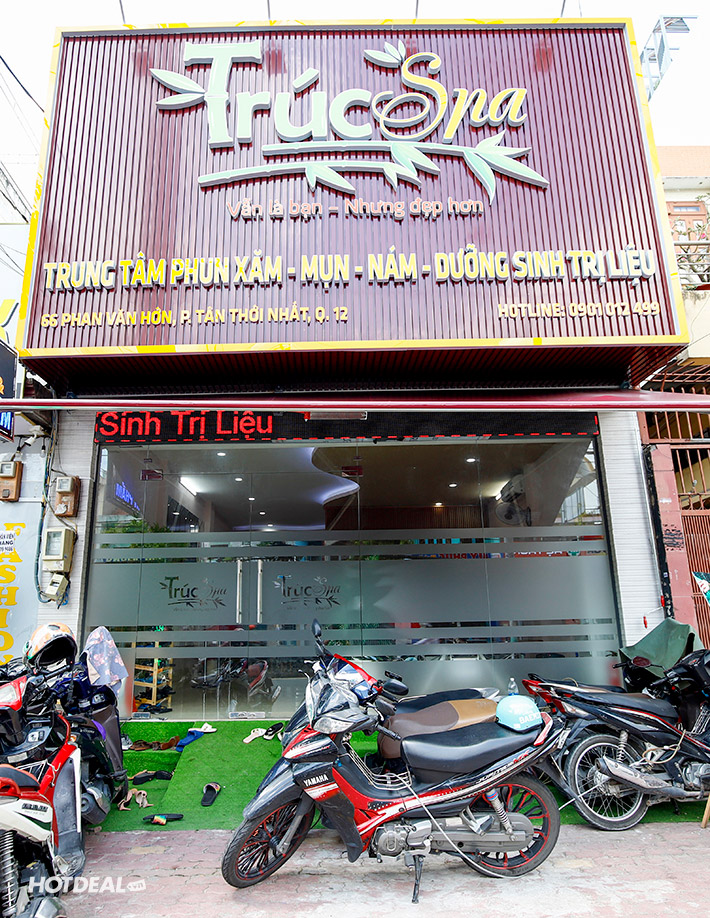 Trúc Spa
Vẫn là bạn – Nhưng đẹp hơn
TRUNG TÂM PHUN XĂM - MỤN - NÁM - DƯỠNG SINH TRỊ LIỆU
66 PHAN VĂN HỚN, P. TÂN THỚI NHẤT, Q. 12
HOTLINE: 0901 012 499
Sinh Trị Liệu
Trúc Spa
Trúc Spa
FASHION
YAMAHA
HOTDEAL